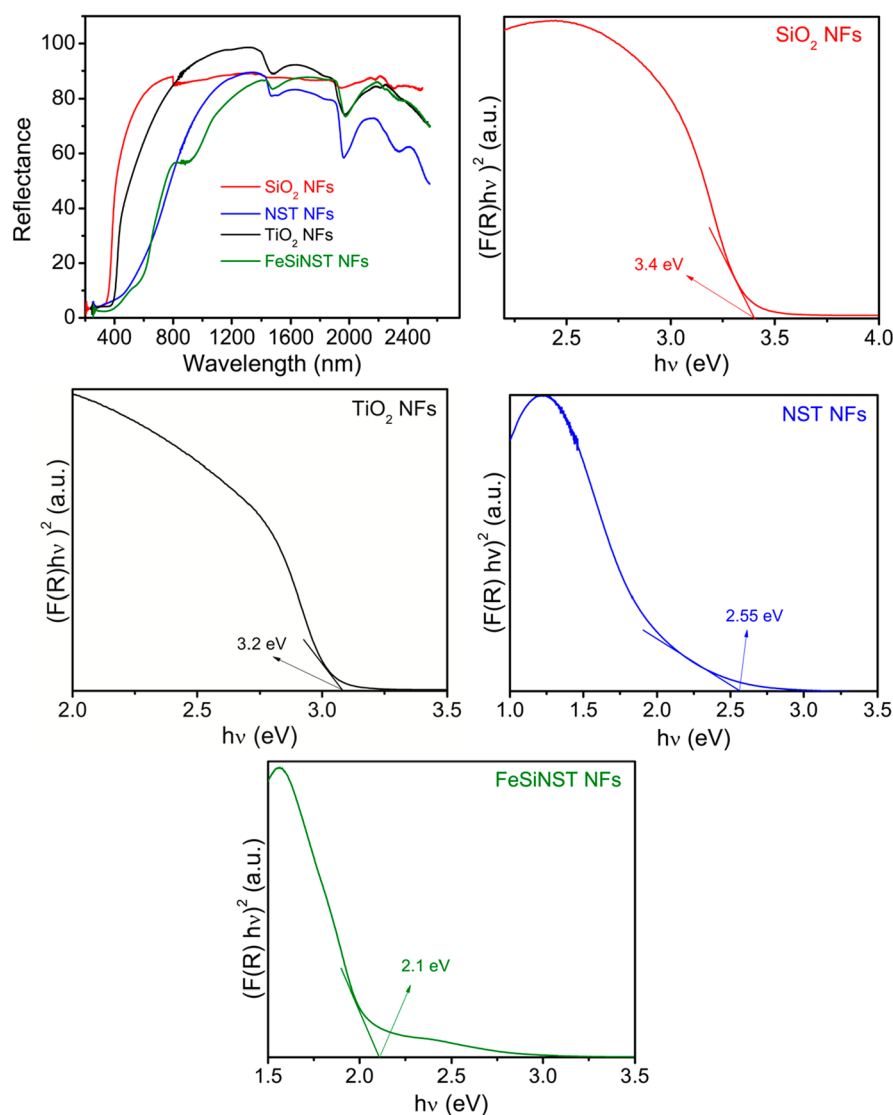 100
80
60
40
20
0
Reflectance
SiO₂ NFs
NST NFs
TiO₂ NFs
FeSiNST NFs
400 800 1200 1600 2000 2400
Wavelength (nm)
SiO₂ NFs
(F(R)hν )² (a.u.)
3.4 eV
2.5 3.0 3.5 4.0
hν (eV)
TiO₂ NFs
(F(R)hν )² (a.u.)
3.2 eV
2.0 2.5 3.0 3.5
hν (eV)
NST NFs
(F(R) hν)² (a.u.)
2.55 eV
1.0 1.5 2.0 2.5 3.0 3.5
hν (eV)
FeSiNST NFs
(F(R) hν)² (a.u.)
2.1 eV
1.5 2.0 2.5 3.0 3.5
hν (eV)